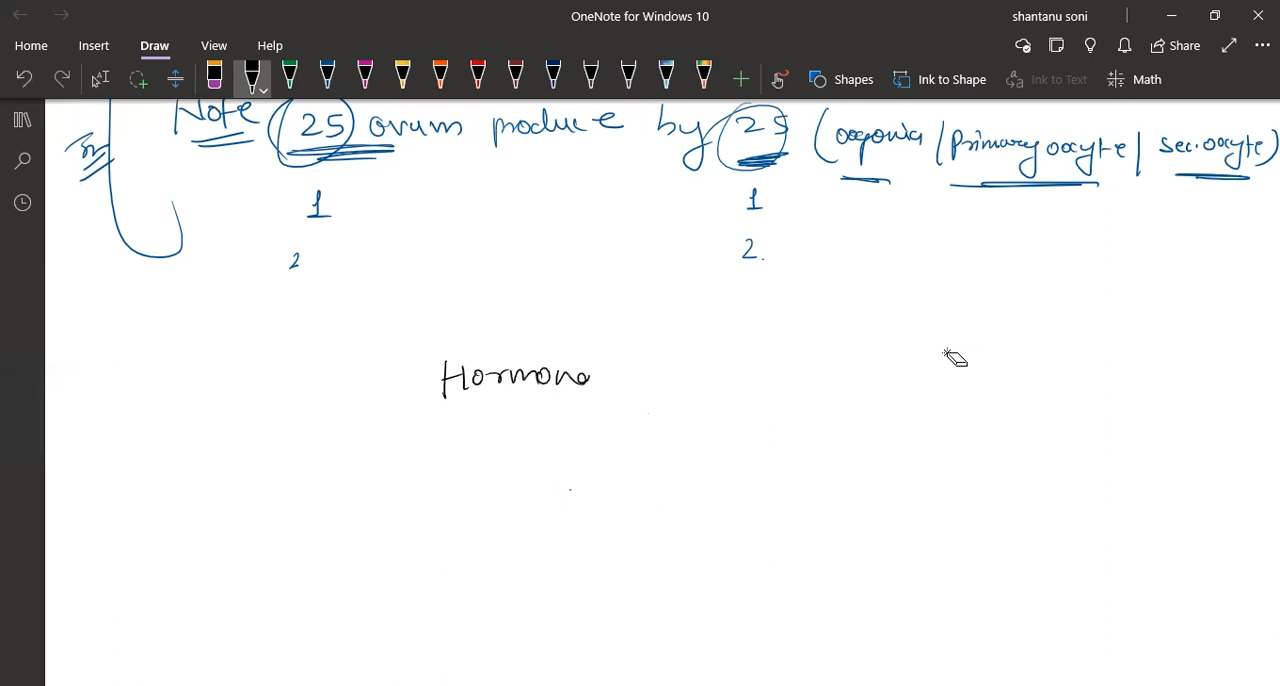 OneNote for Windows 10
shantanu soni
Home Insert Draw View Help
Share
Shapes Ink to Shape Ink to Text Math
Note 25 ovum produce by 25 (oogonia / Primary oocyte / sec. oocyte)
1 1
2 2.
Hormone